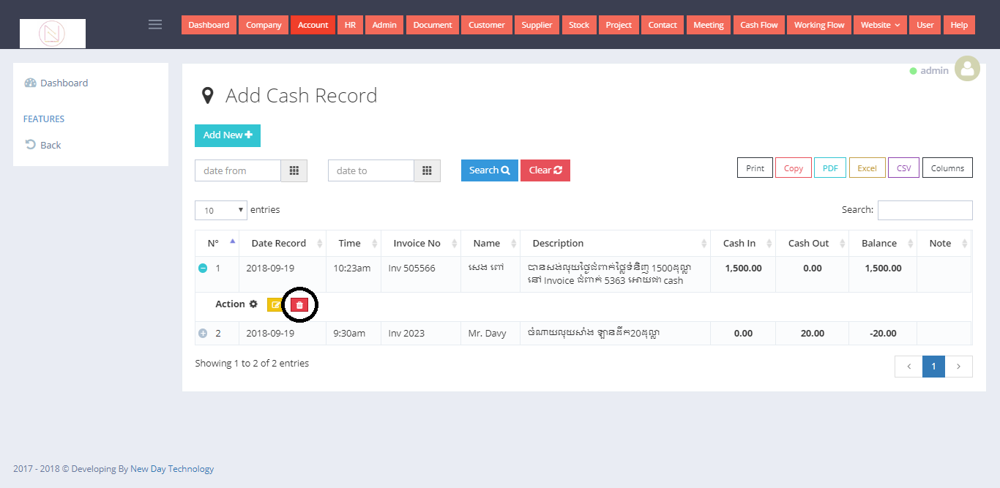 Dashboard Company Account HR Admin Document Customer Supplier Stock Project Contact Meeting Cash Flow Working Flow Website User Help
admin
Dashboard
FEATURES
Back
Add Cash Record
Add New
date from date to Search Clear
Print Copy PDF Excel CSV Columns
10 entries
Search:
N° Date Record Time Invoice No Name Description Cash In Cash Out Balance Note
1 2018-09-19 10:23am Inv 505566 សេង ពៅ បានសង់លុយថ្លៃជំពាក់ថ្លៃទំនិញ 1500ដុល្លា 1,500.00 0.00 1,500.00
នៅ Invoice ជំពាក់ 5363 អោយជា cash
Action
2 2018-09-19 9:30am Inv 2023 Mr. Davy ចំណាយលុយសាំង ឡានដឹក20ដុល្លា 0.00 20.00 -20.00
Showing 1 to 2 of 2 entries
1
2017 - 2018 © Developing By New Day Technology